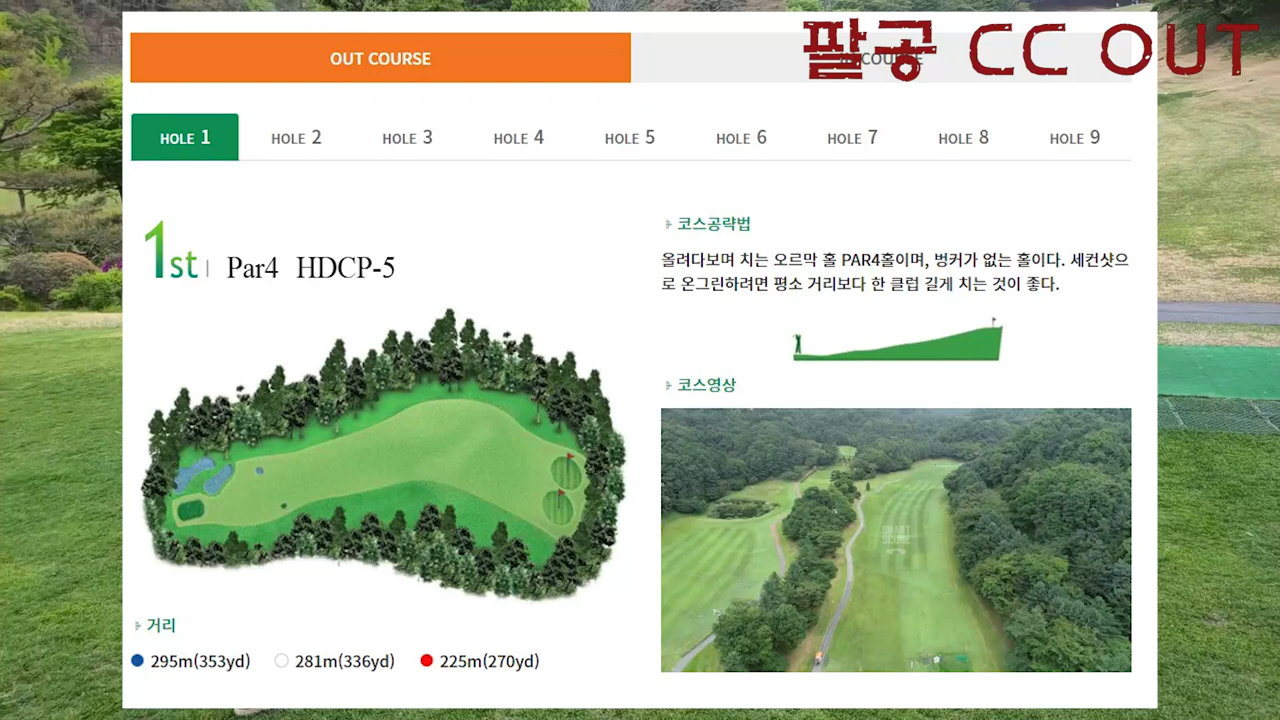 팔공 CC OUT
OUT COURSE
COURSE
HOLE 1 HOLE 2 HOLE 3 HOLE 4 HOLE 5 HOLE 6 HOLE 7 HOLE 8 HOLE 9
1st Par4 HDCP-5
코스공략법
올려다보며 치는 오르막 홀 PAR4홀이며, 벙커가 없는 홀이다. 세컨샷으
로 온그린하려면 평소 거리보다 한 클럽 길게 치는 것이 좋다.
코스영상
SMART
SCORE
거리
295m(353yd) 281m(336yd) 225m(270yd)